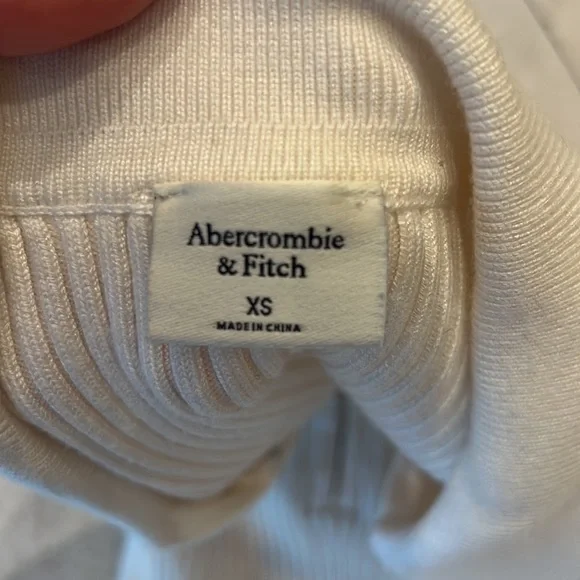 Abercrombie
& Fitch
XS
MADE IN CHINA